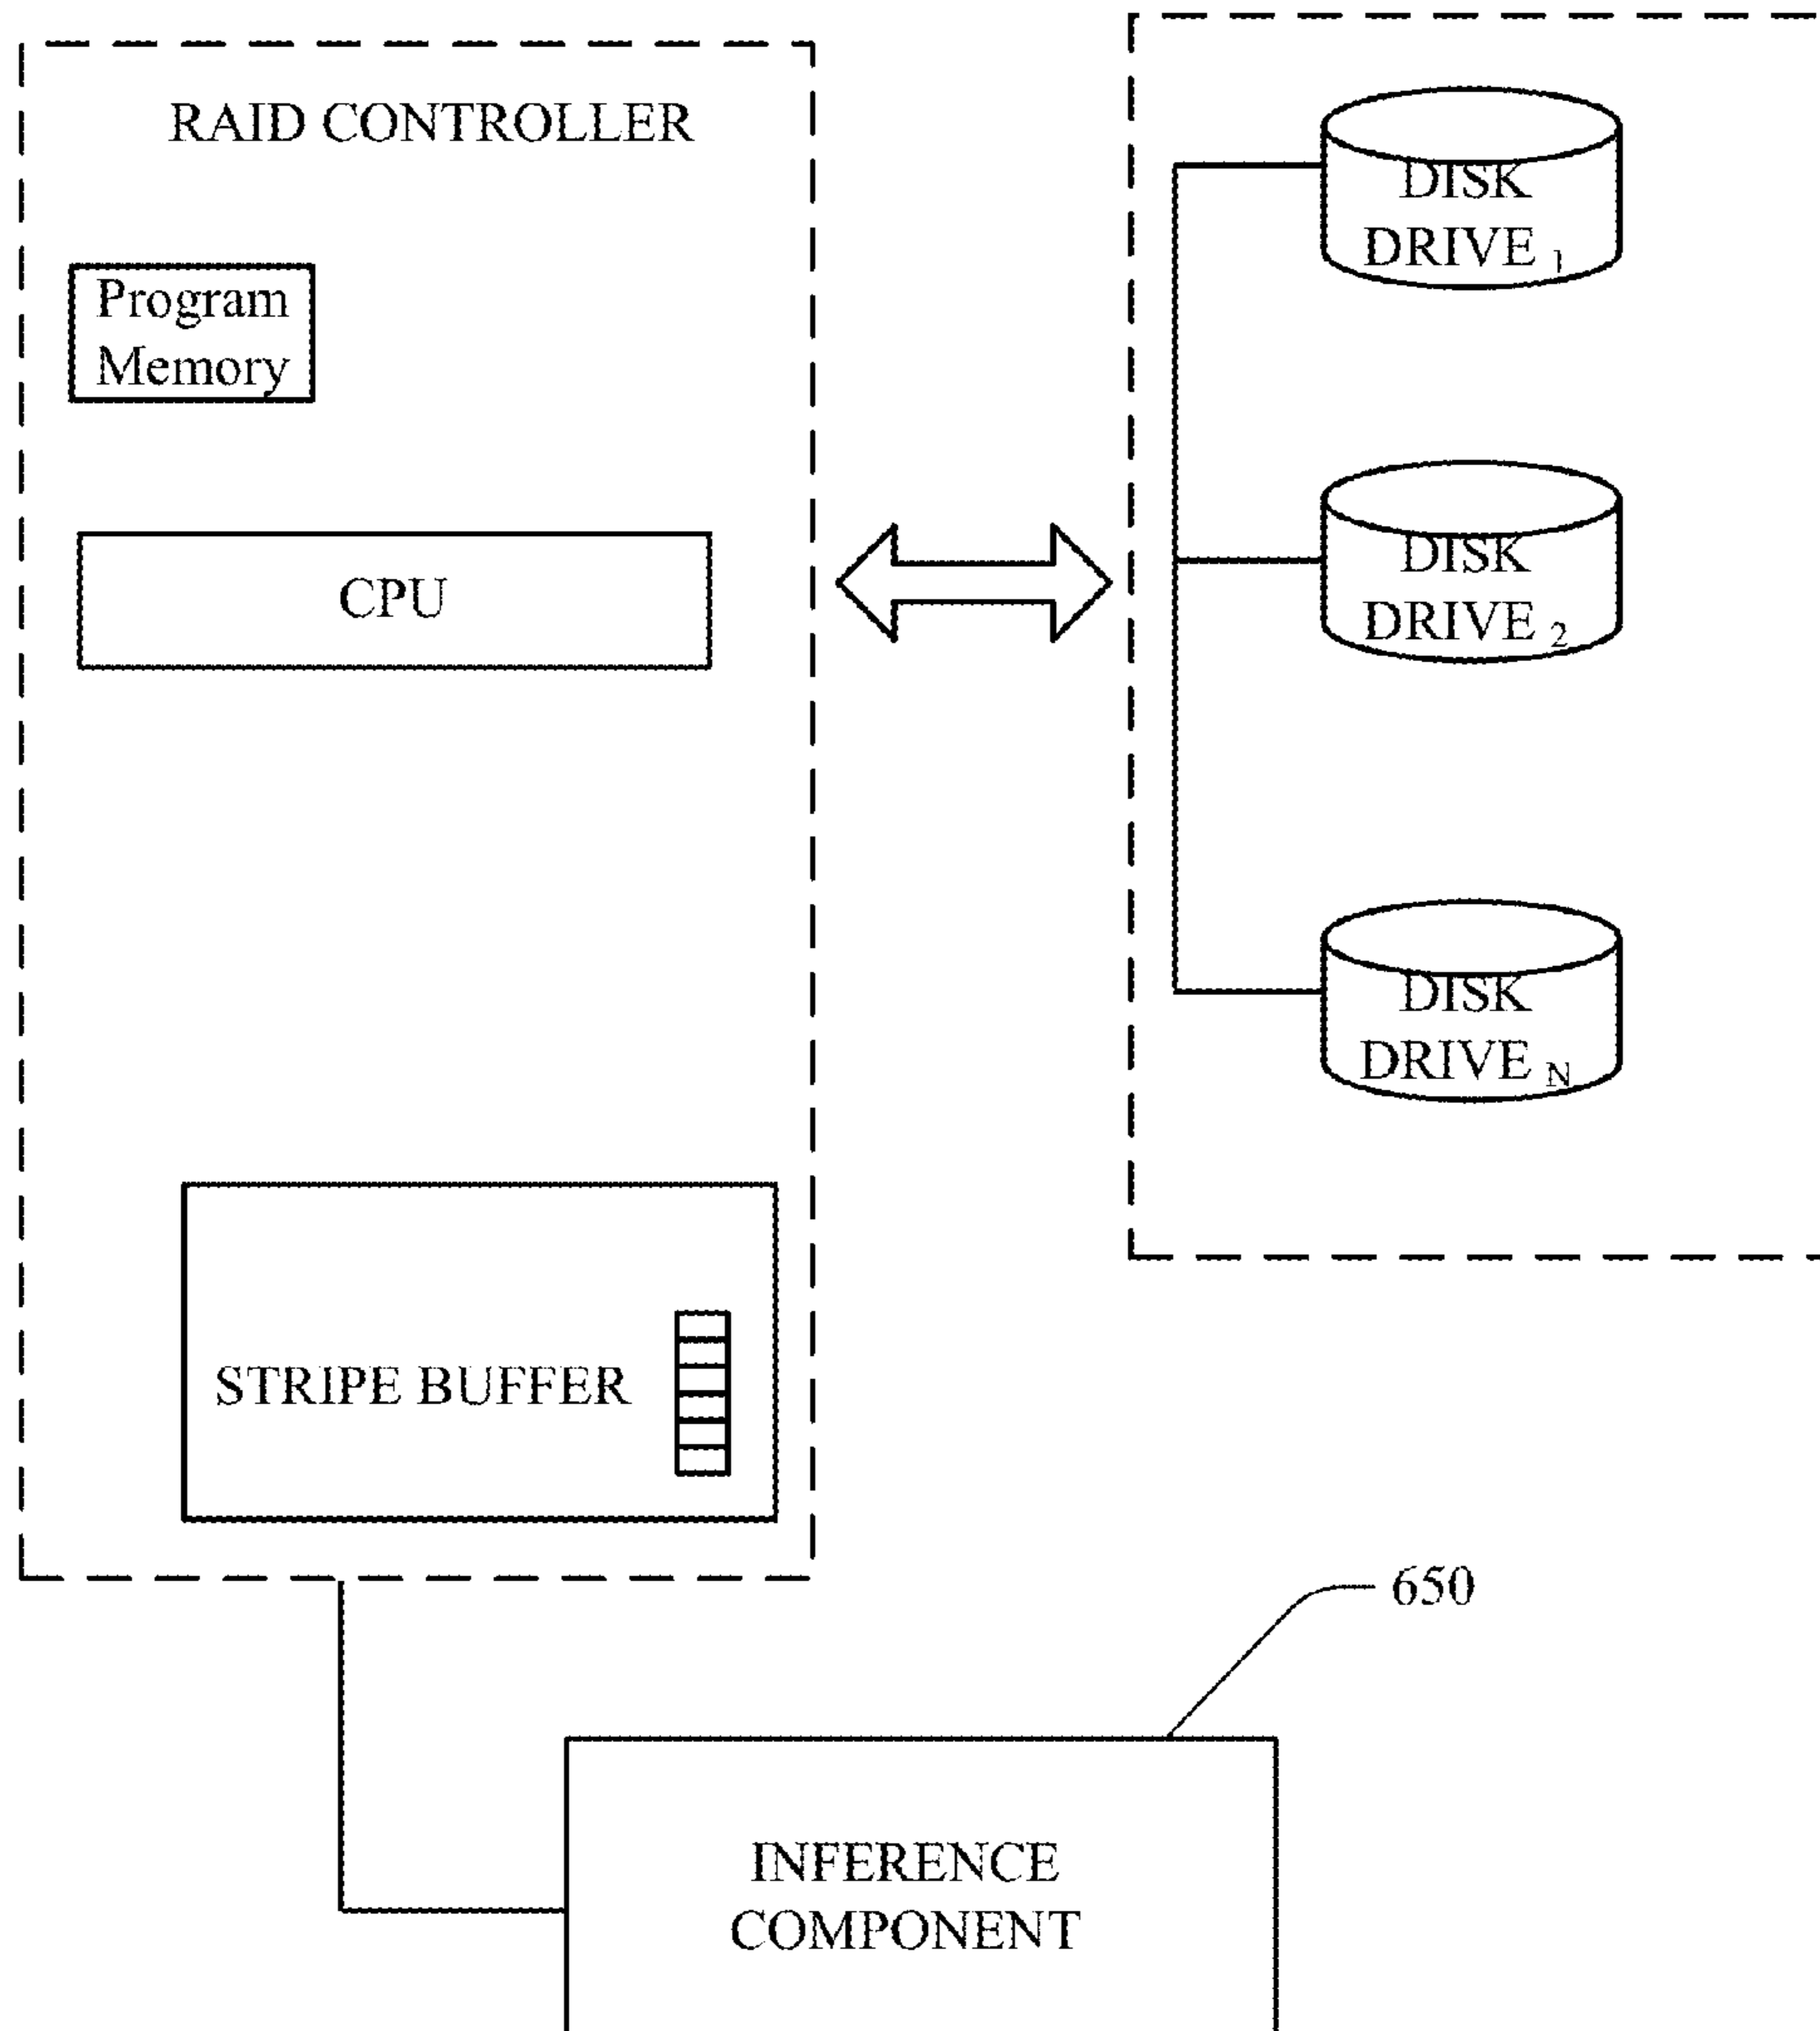 RAID CONTROLLER
Program
Memory
CPU
STRIPE BUFFER
DISK
DRIVE 1
DISK
DRIVE 2
DISK
DRIVE N
650
INFERENCE
COMPONENT